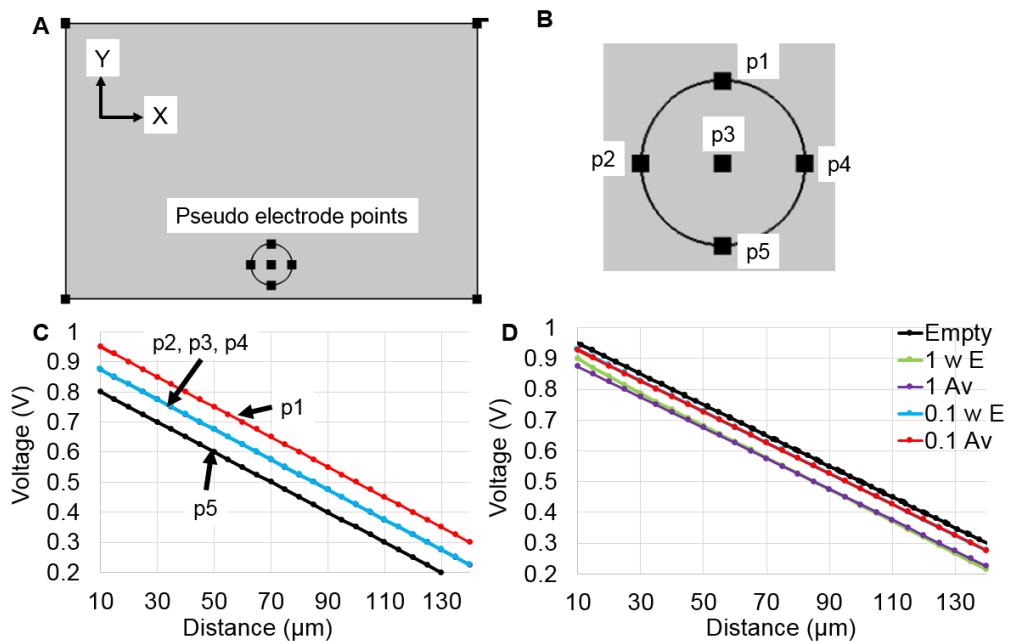 A
Y
X
Pseudo electrode points
B
p1
p3
p2
p4
p5
C
1
0.9
0.8
0.7
0.6
0.5
0.4
0.3
0.2
Voltage (V)
p2, p3, p4
p1
p5
10 30 50 70 90 110 130
Distance (µm)
D
1
0.9
0.8
0.7
0.6
0.5
0.4
0.3
0.2
Voltage (V)
Empty
1 w E
1 Av
0.1 w E
0.1 Av
10 30 50 70 90 110 130
Distance (µm)